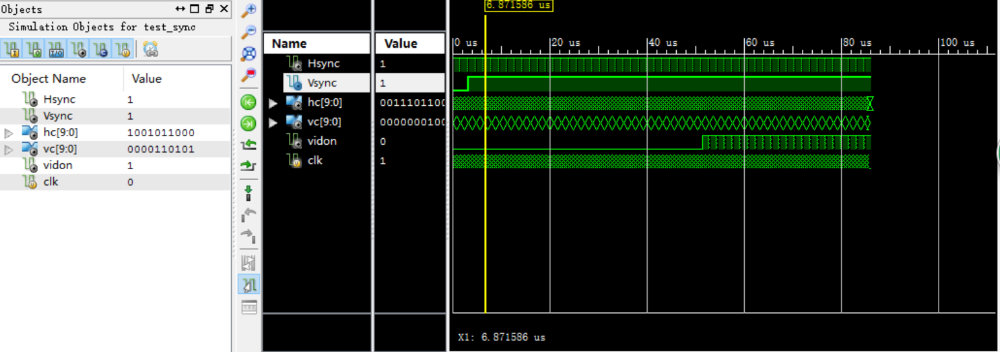 Objects
Simulation Objects for test_sync
Object Name Value
Hsync 1
Vsync 1
hc[9:0] 1001011000
vc[9:0] 0000110101
vidon 1
clk 0
Name Value
Hsync 1
Vsync 1
hc[9:0] 0011101100
vc[9:0] 0000000100
vidon 0
clk 1
6.871586 us
0 us 20 us 40 us 60 us 80 us 100 us
X1: 6.871586 us